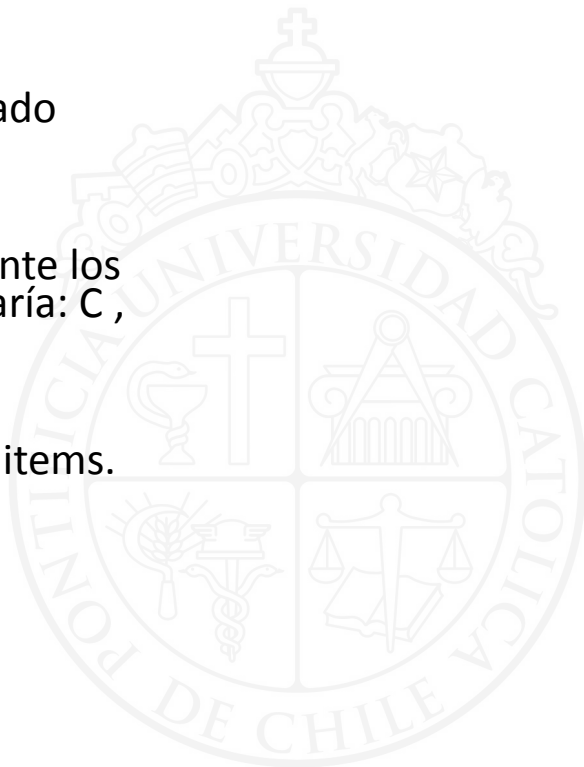 ado
nte los
aría: C ,
items.
PONTIFICIA UNIVERSIDAD CATOLICA DE CHILE